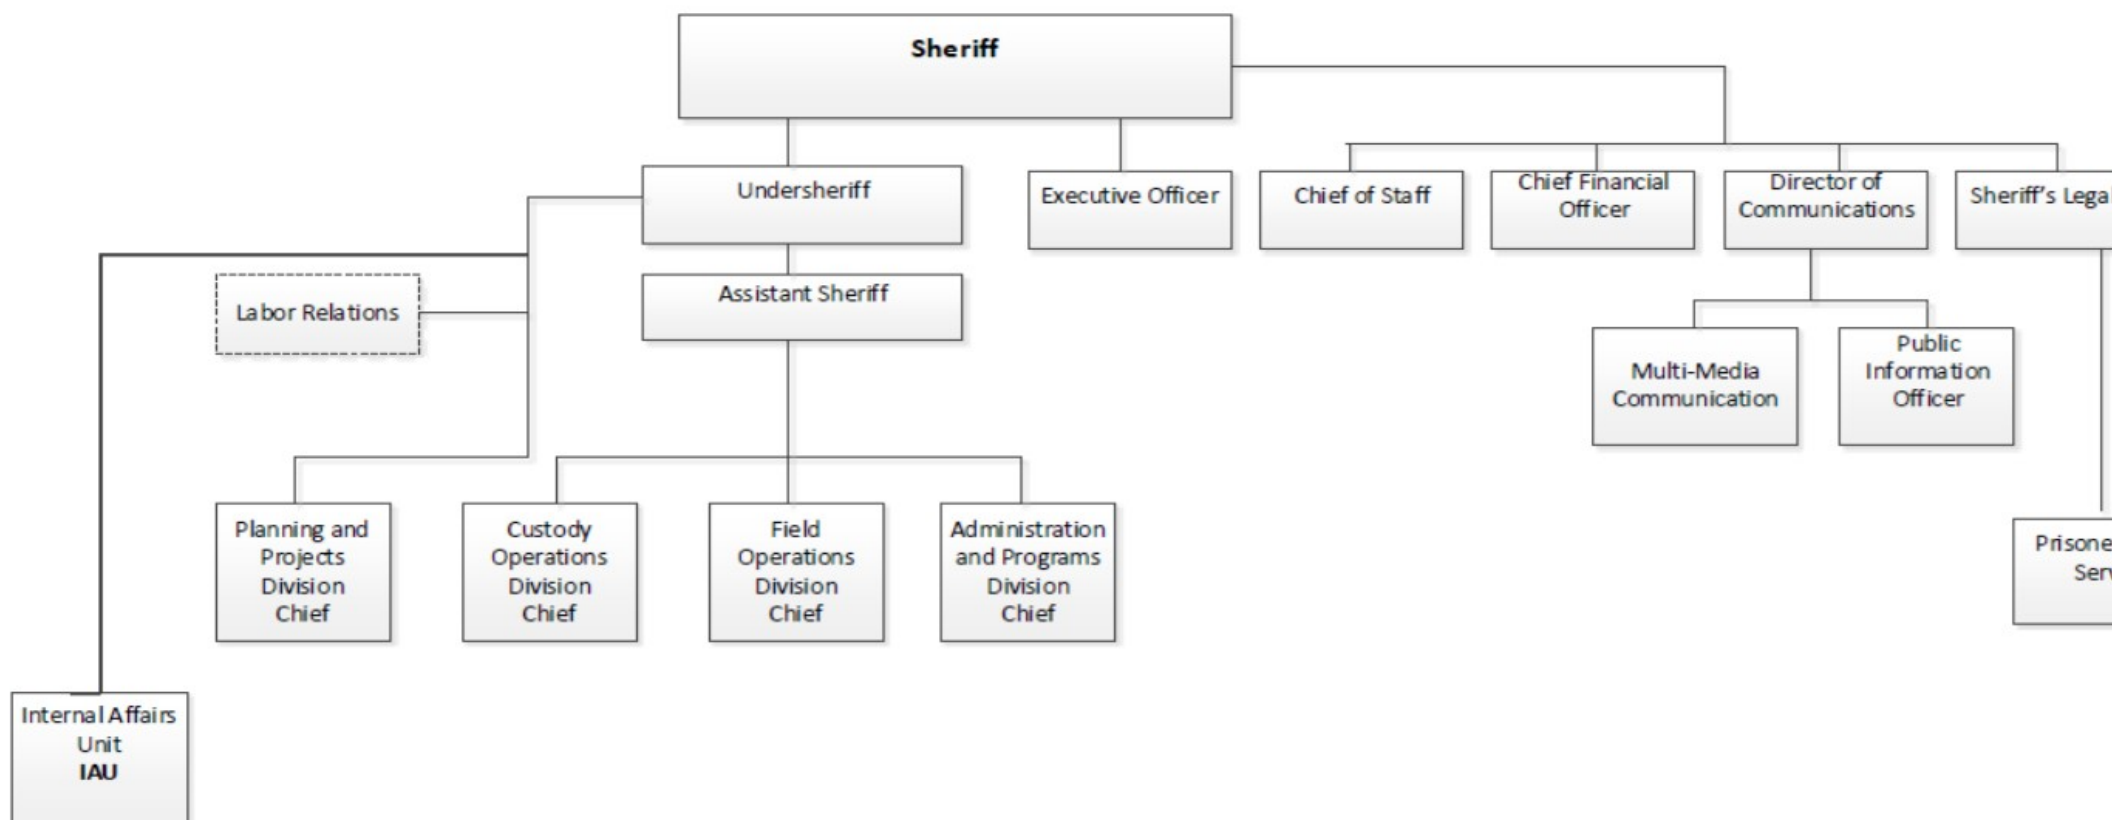 Sheriff
Undersheriff
Executive Officer
Chief of Staff
Chief Financial
Officer
Director of
Communications
Sheriff's Legal
Labor Relations
Assistant Sheriff
Multi-Media
Communication
Public
Information
Officer
Planning and
Projects
Division
Chief
Custody
Operations
Division
Chief
Field
Operations
Division
Chief
Administration
and Programs
Division
Chief
Internal Affairs
Unit
IAU